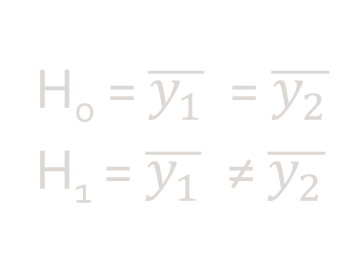 H₀ = y̅₁ = y̅₂
H₁ = y̅₁ ≠ y̅₂